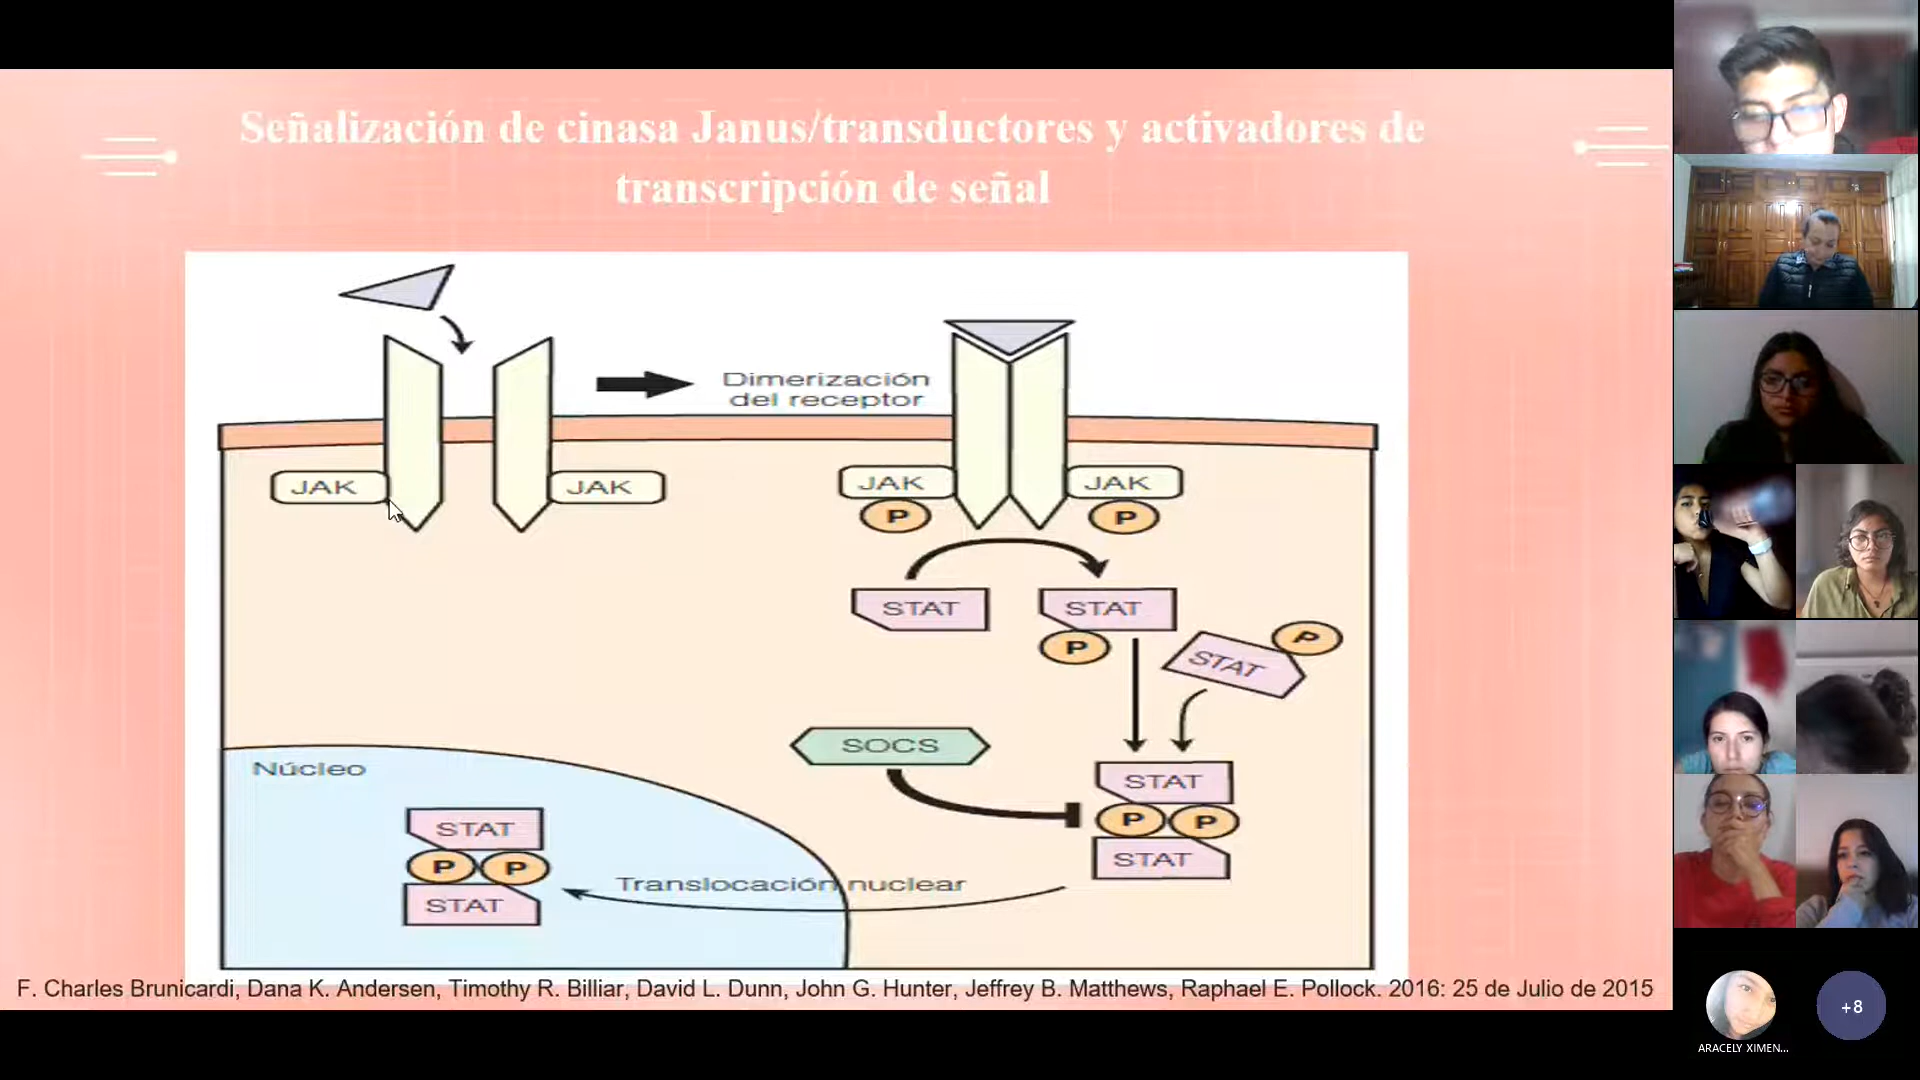 Señalización de cinasa Janus/transductores y activadores de
transcripción de señal
Dimerización
del receptor
JAK
JAK
JAK
JAK
P
P
STAT
STAT
P
P
STAT
SOCS
STAT
P
P
STAT
Núcleo
STAT
P
P
STAT
Translocación nuclear
F. Charles Brunicardi, Dana K. Andersen, Timothy R. Billiar, David L. Dunn, John G. Hunter, Jeffrey B. Matthews, Raphael E. Pollock. 2016: 25 de Julio de 2015
+8
ARACELY XIMEN...